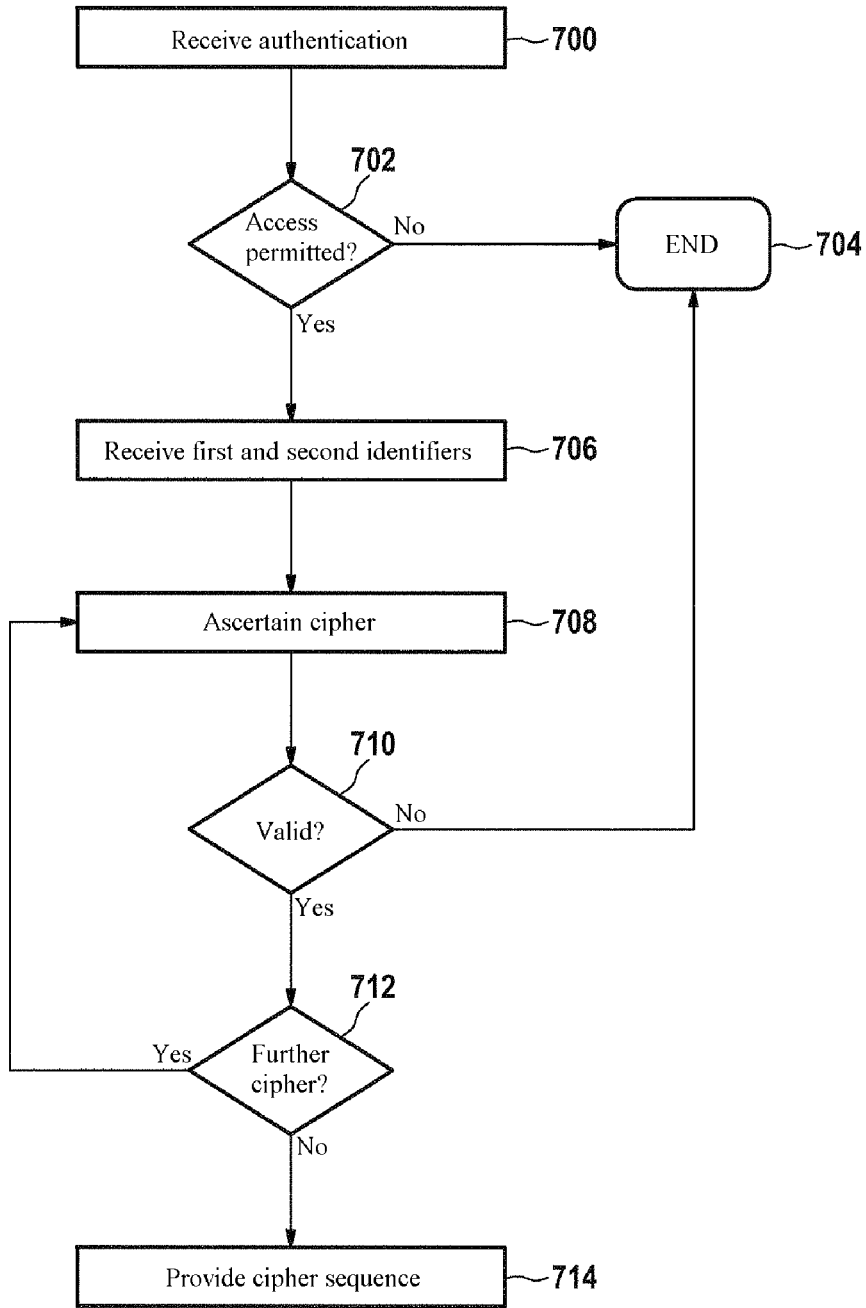 Receive authentication
700
702
Access
permitted?
No
END
704
Yes
Receive first and second identifiers
706
Ascertain cipher
708
710
Valid?
No
Yes
712
Yes
Further
cipher?
No
Provide cipher sequence
714